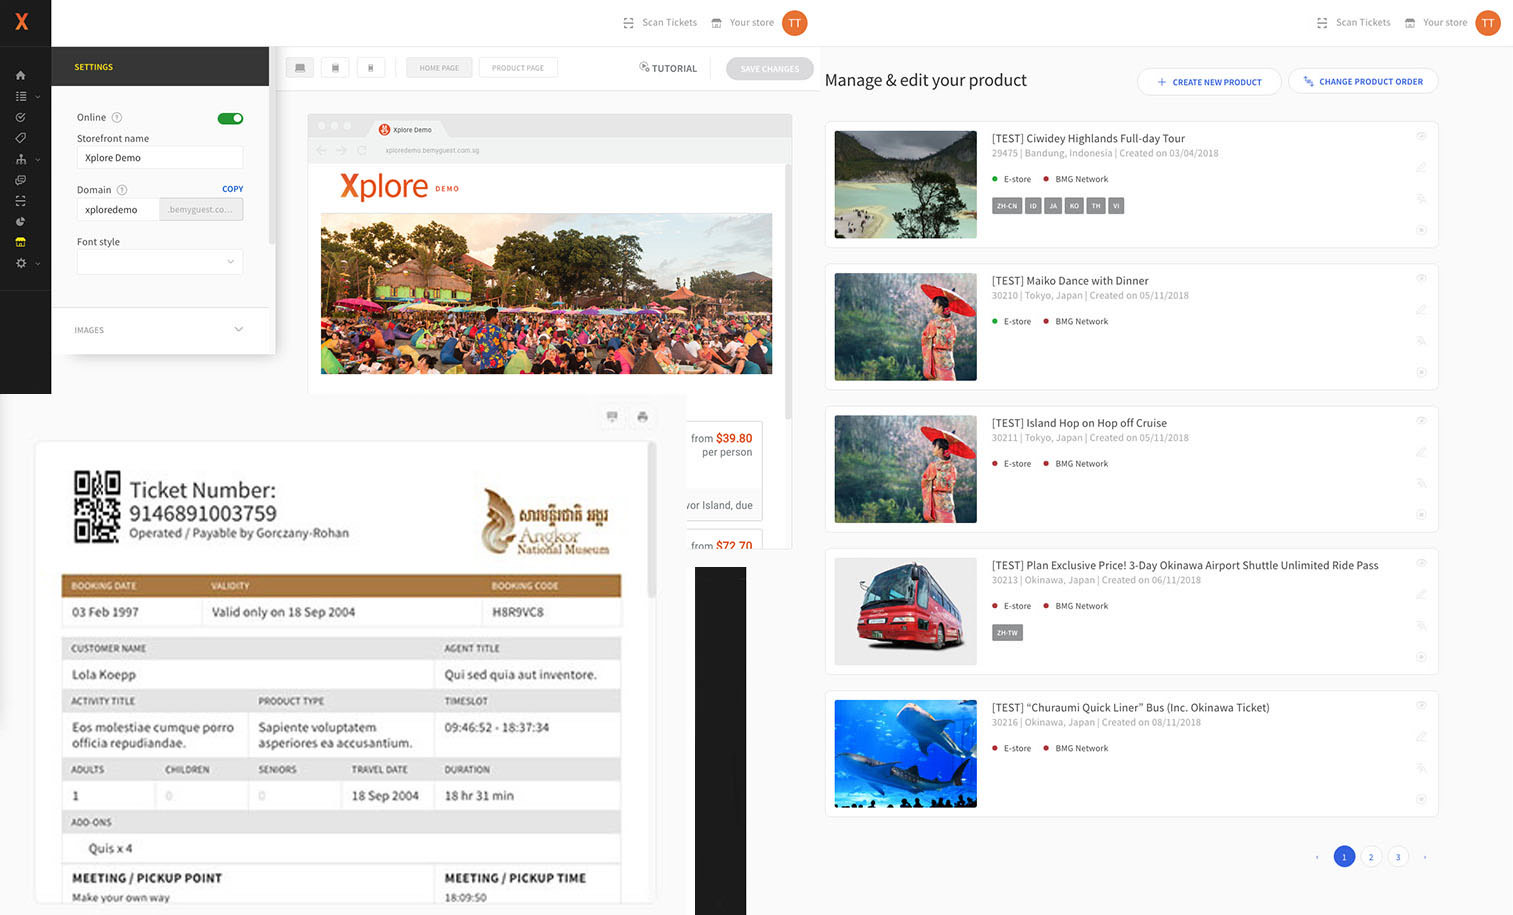 X
Scan Tickets
Your store
TT
SETTINGS
Online
Storefront name
Xplore Demo
Domain
COPY
xploredemo
.bemyguest.co...
Font style
IMAGES
HOME PAGE
PRODUCT PAGE
TUTORIAL
SAVE CHANGES
Xplore Demo
xploredemo.bemyguest.com.sg
Xplore DEMO
from $39.80
per person
vor Island, due
from $72.70
Ticket Number:
9146891003759
Operated / Payable by Gorczany-Rohan
សារមន្ទីរជាតិ អង្គរ
Angkor
National Museum
BOOKING DATE VALIDITY BOOKING CODE
03 Feb 1997 Valid only on 18 Sep 2004 H8R9VC8
CUSTOMER NAME AGENT TITLE
Lola Koepp Qui sed quia aut inventore.
ACTIVITY TITLE PRODUCT TYPE TIMESLOT
Eos molestiae cumque porro Sapiente voluptatem 09:46:52 - 18:37:34
officia repudiandae. asperiores ea accusantium.
ADULTS CHILDREN SENIORS TRAVEL DATE DURATION
1 0 0 18 Sep 2004 18 hr 31 min
ADD-ONS
Quis x 4
MEETING / PICKUP POINT MEETING / PICKUP TIME
Make your own way 18:09:50
Scan Tickets
Your store
TT
Manage & edit your product
CREATE NEW PRODUCT
CHANGE PRODUCT ORDER
[TEST] Ciwidey Highlands Full-day Tour
29475 | Bandung, Indonesia | Created on 03/04/2018
E-store BMG Network
ZH-CN ID JA KO TH VI
[TEST] Maiko Dance with Dinner
30210 | Tokyo, Japan | Created on 05/11/2018
E-store BMG Network
[TEST] Island Hop on Hop off Cruise
30211 | Tokyo, Japan | Created on 05/11/2018
E-store BMG Network
[TEST] Plan Exclusive Price! 3-Day Okinawa Airport Shuttle Unlimited Ride Pass
30213 | Okinawa, Japan | Created on 06/11/2018
E-store BMG Network
ZH-TW
[TEST] “Churaumi Quick Liner” Bus (Inc. Okinawa Ticket)
30216 | Okinawa, Japan | Created on 08/11/2018
E-store BMG Network
1 2 3